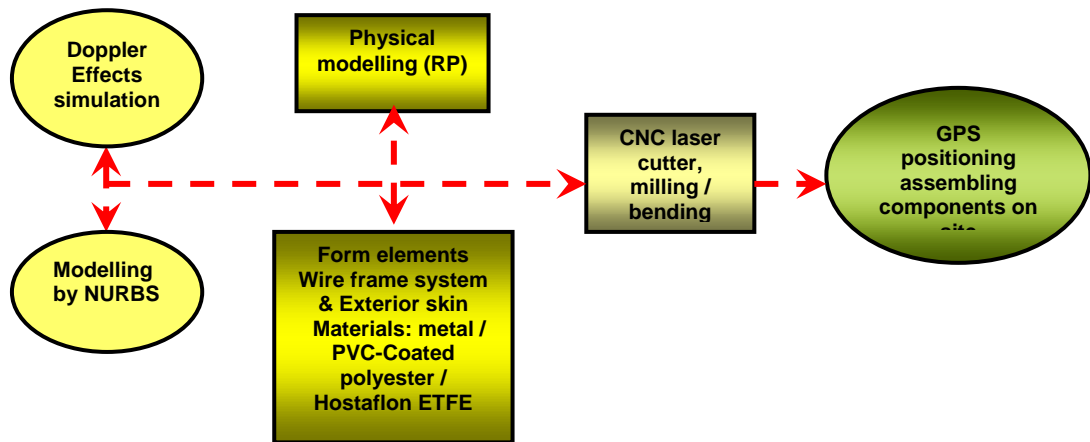 Doppler
Effects
simulation
Physical
modelling (RP)
CNC laser
cutter,
milling /
bending
GPS
positioning
assembling
components on
site
Modelling
by NURBS
Form elements
Wire frame system
& Exterior skin
Materials: metal /
PVC-Coated
polyester /
Hostaflon ETFE